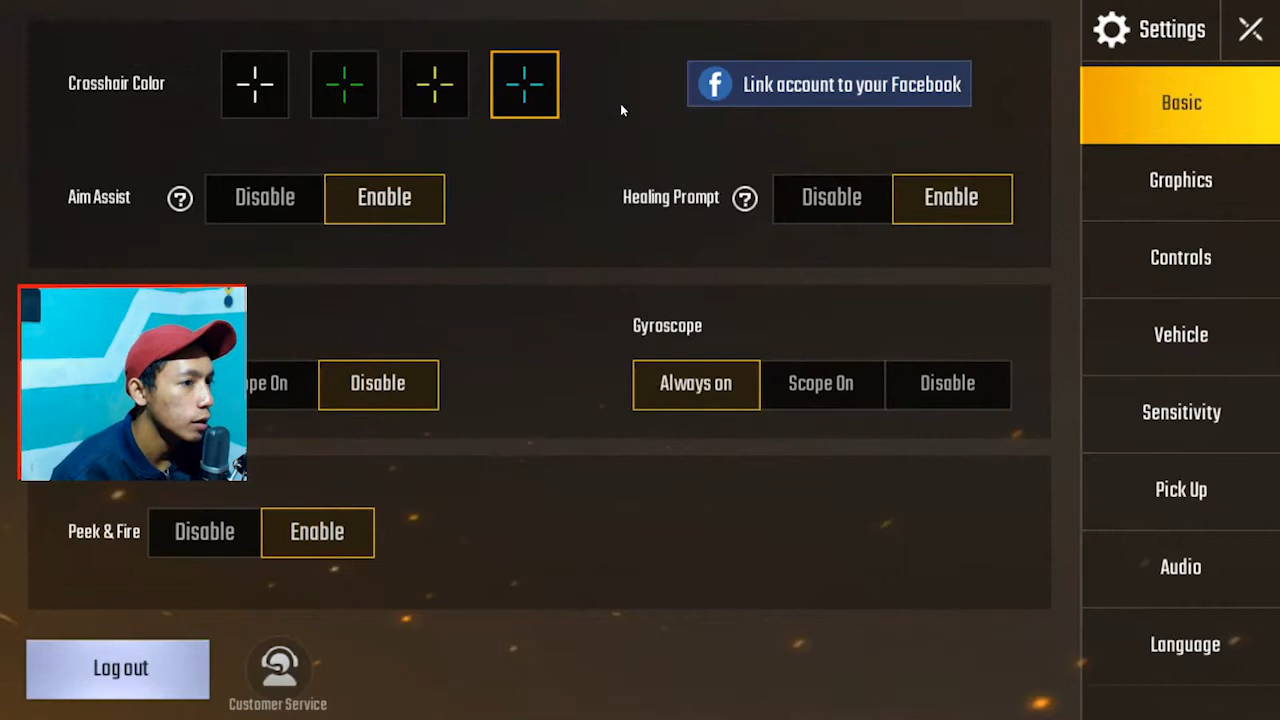 Settings
Crosshair Color
f Link account to your Facebook
Basic
Aim Assist ? Disable Enable
Healing Prompt ? Disable Enable
Graphics
Controls
Gyroscope
Vehicle
ope On Disable
Always on Scope On Disable
Sensitivity
Pick Up
Peek & Fire Disable Enable
Audio
Language
Log out
Customer Service